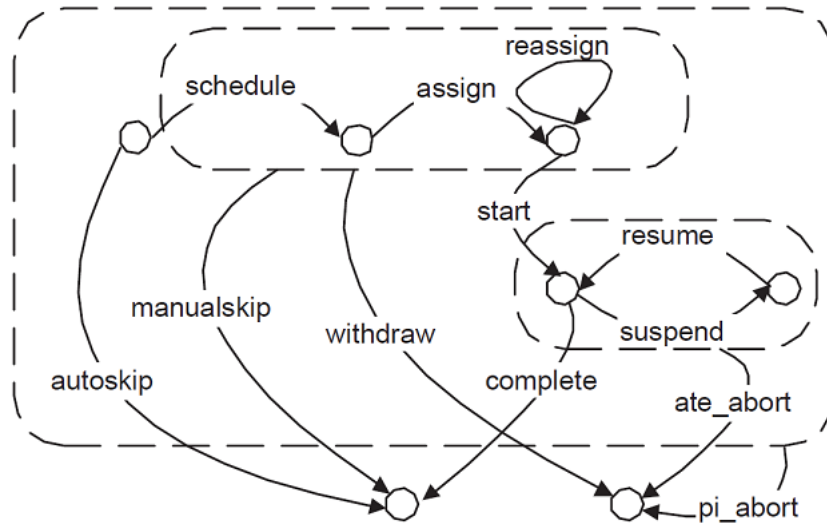 reassign
schedule
assign
start
resume
manualskip
withdraw
suspend
autoskip
complete
ate_abort
pi_abort